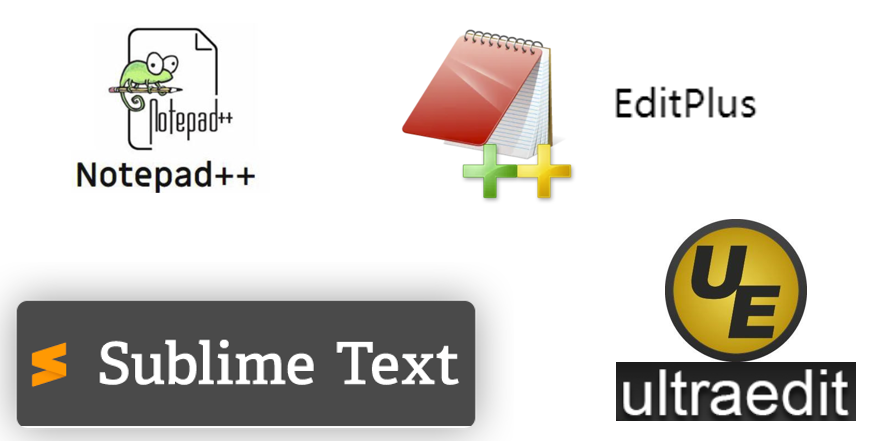 Notepad++
Notepad++
EditPlus
UE
ultraedit
Sublime Text